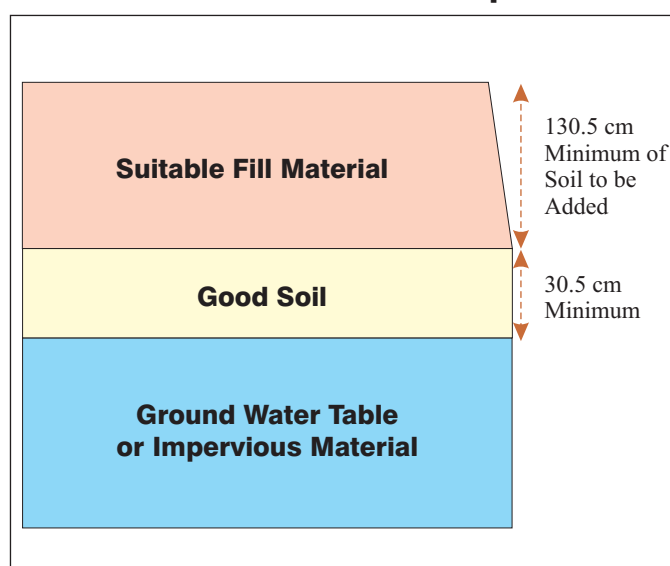 Suitable Fill Material
130.5 cm
Minimum of
Soil to be
Added
Good Soil
30.5 cm
Minimum
Ground Water Table
or Impervious Material